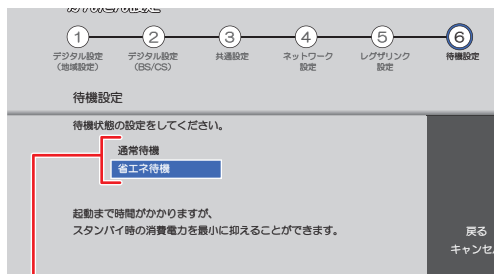 1
2
3
4
5
6
デジタル設定
（地域設定）
デジタル設定
（BS/CS）
共通設定
ネットワーク
設定
レグザリンク
設定
待機設定
待機設定
待機状態の設定をしてください。
通常待機
省エネ待機
起動まで時間がかかりますが、
スタンバイ時の消費電力を最小に抑えることができます。
戻る
キャンセ